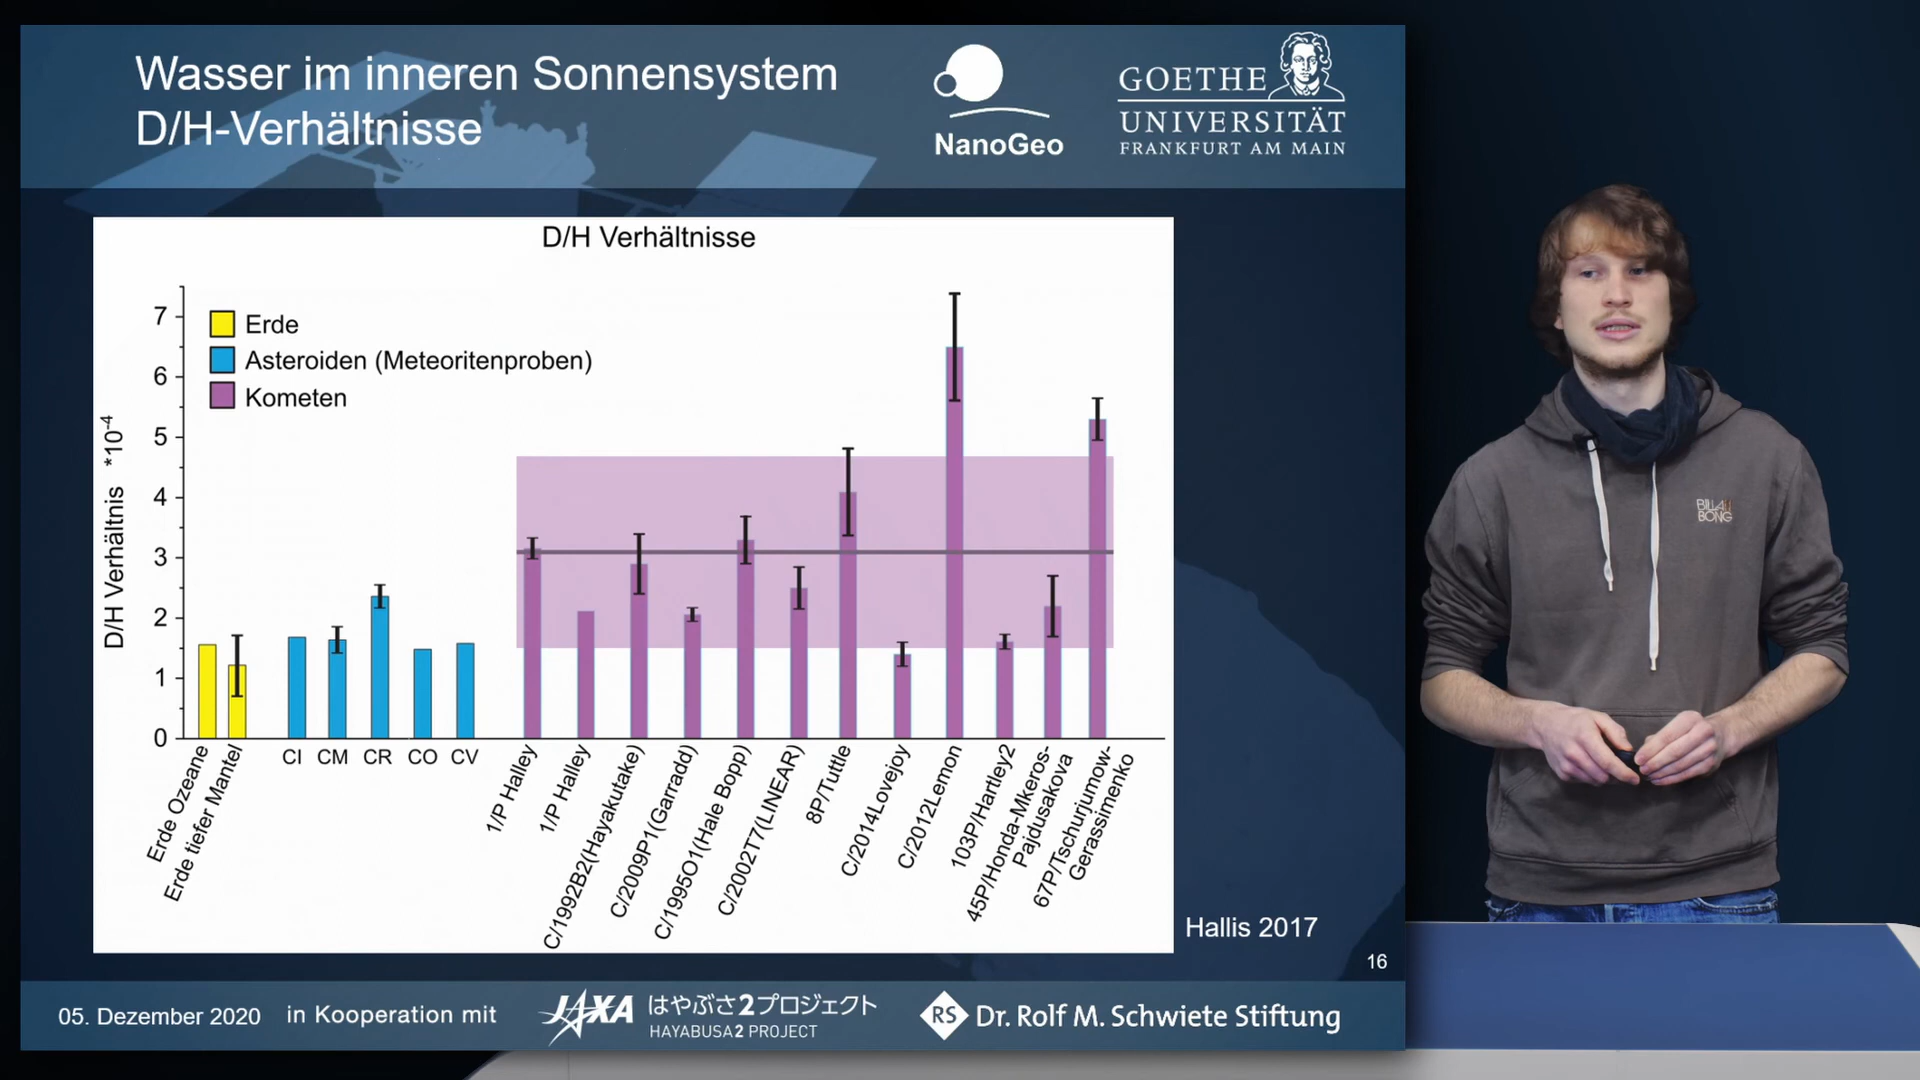 Wasser im inneren Sonnensystem
D/H-Verhältnisse
NanoGeo
GOETHE
UNIVERSITÄT
FRANKFURT AM MAIN
D/H Verhältnisse
Erde
Asteroiden (Meteoritenproben)
Kometen
D/H Verhältnis *10-4
7
6
5
4
3
2
1
0
Erde Ozeane
Erde tiefer Mantel
CI
CM
CR
CO
CV
1/P Halley
1/P Halley
C/1992B2(Hayakutake)
C/2009P1(Garradd)
C/1995O1(Hale Bopp)
C/2002T7(LINEAR)
8P/Tuttle
C/2014Lovejoy
C/2012Lemon
103P/Hartley2
45P/Honda-Mkeros-
Pajdusakova
67P/Tschurjumow-
Gerassimenko
Hallis 2017
16
05. Dezember 2020
in Kooperation mit
JAXA
はやぶさ2プロジェクト
HAYABUSA2 PROJECT
RS
Dr. Rolf M. Schwiete Stiftung
BILLA
BONG